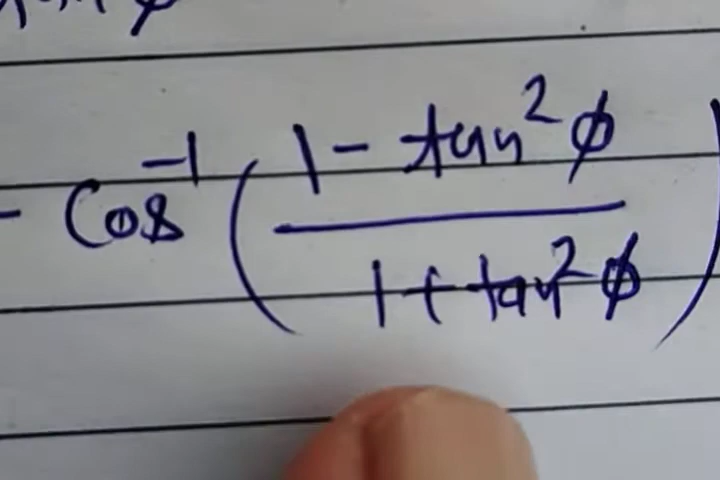 - Cos⁻¹ ( (1 - tan²φ) / (1 + tan²φ) )